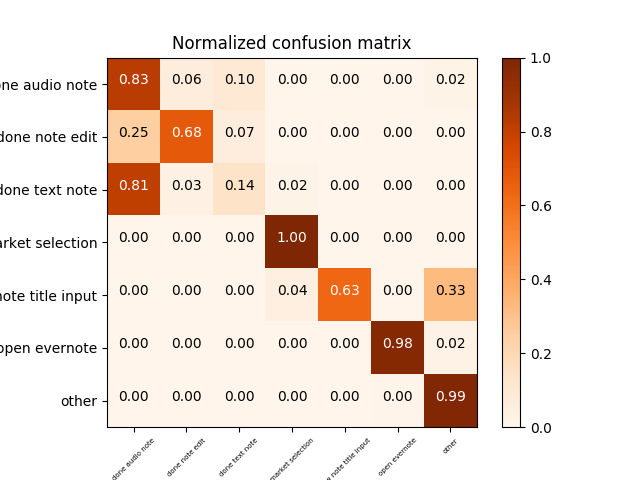 Normalized confusion matrix
one audio note 0.83 0.06 0.10 0.00 0.00 0.00 0.02
done note edit 0.25 0.68 0.07 0.00 0.00 0.00 0.00
done text note 0.81 0.03 0.14 0.02 0.00 0.00 0.00
arket selection 0.00 0.00 0.00 1.00 0.00 0.00 0.00
note title input 0.00 0.00 0.00 0.04 0.63 0.00 0.33
open evernote 0.00 0.00 0.00 0.00 0.00 0.98 0.02
other 0.00 0.00 0.00 0.00 0.00 0.00 0.99
done audio note
done note edit
done text note
market selection
note title input
open evernote
other
1.0
0.8
0.6
0.4
0.2
0.0